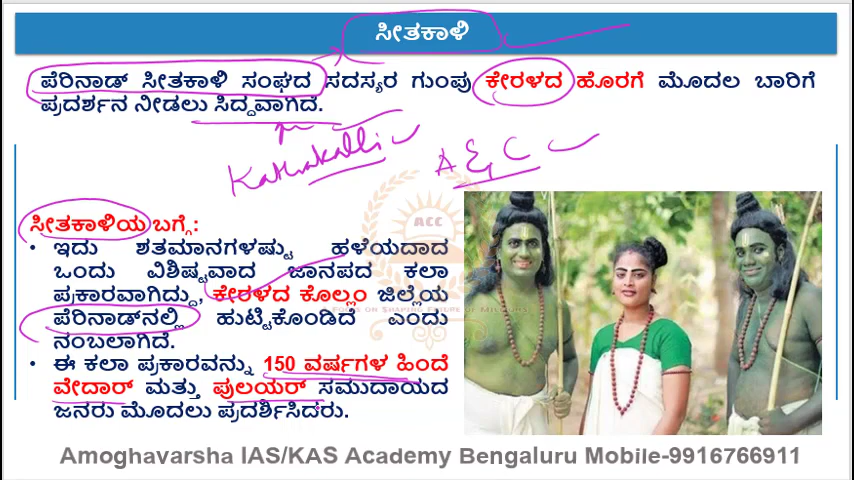 ಸೀತಕಾಳಿ
ಪೆರಿನಾಡ್ ಸೀತಕಾಳಿ ಸಂಘದ ಸದಸ್ಯರ ಗುಂಪು ಕೇರಳದ ಹೊರಗೆ ಮೊದಲ ಬಾರಿಗೆ
ಪ್ರದರ್ಶನ ನೀಡಲು ಸಿದ್ಧವಾಗಿದೆ.
Kathakalli
A & C
ACC
ಸೀತಕಾಳಿಯ ಬಗ್ಗೆ:
• ಇದು ಶತಮಾನಗಳಷ್ಟು ಹಳೆಯದಾದ
ಒಂದು ವಿಶಿಷ್ಟವಾದ ಜಾನಪದ ಕಲಾ
ಪ್ರಕಾರವಾಗಿದ್ದು, ಕೇರಳದ ಕೊಲ್ಲಂ ಜಿಲ್ಲೆಯ
ಪೆರಿನಾಡ್‌ನಲ್ಲಿ ಹುಟ್ಟಿಕೊಂಡಿದೆ ಎಂದು
ನಂಬಲಾಗಿದೆ.
• ಈ ಕಲಾ ಪ್ರಕಾರವನ್ನು 150 ವರ್ಷಗಳ ಹಿಂದೆ
ವೇದಾರ್ ಮತ್ತು ಪುಲಯರ್ ಸಮುದಾಯದ
ಜನರು ಮೊದಲು ಪ್ರದರ್ಶಿಸಿದರು.
Amoghavarsha IAS/KAS Academy Bengaluru Mobile-9916766911